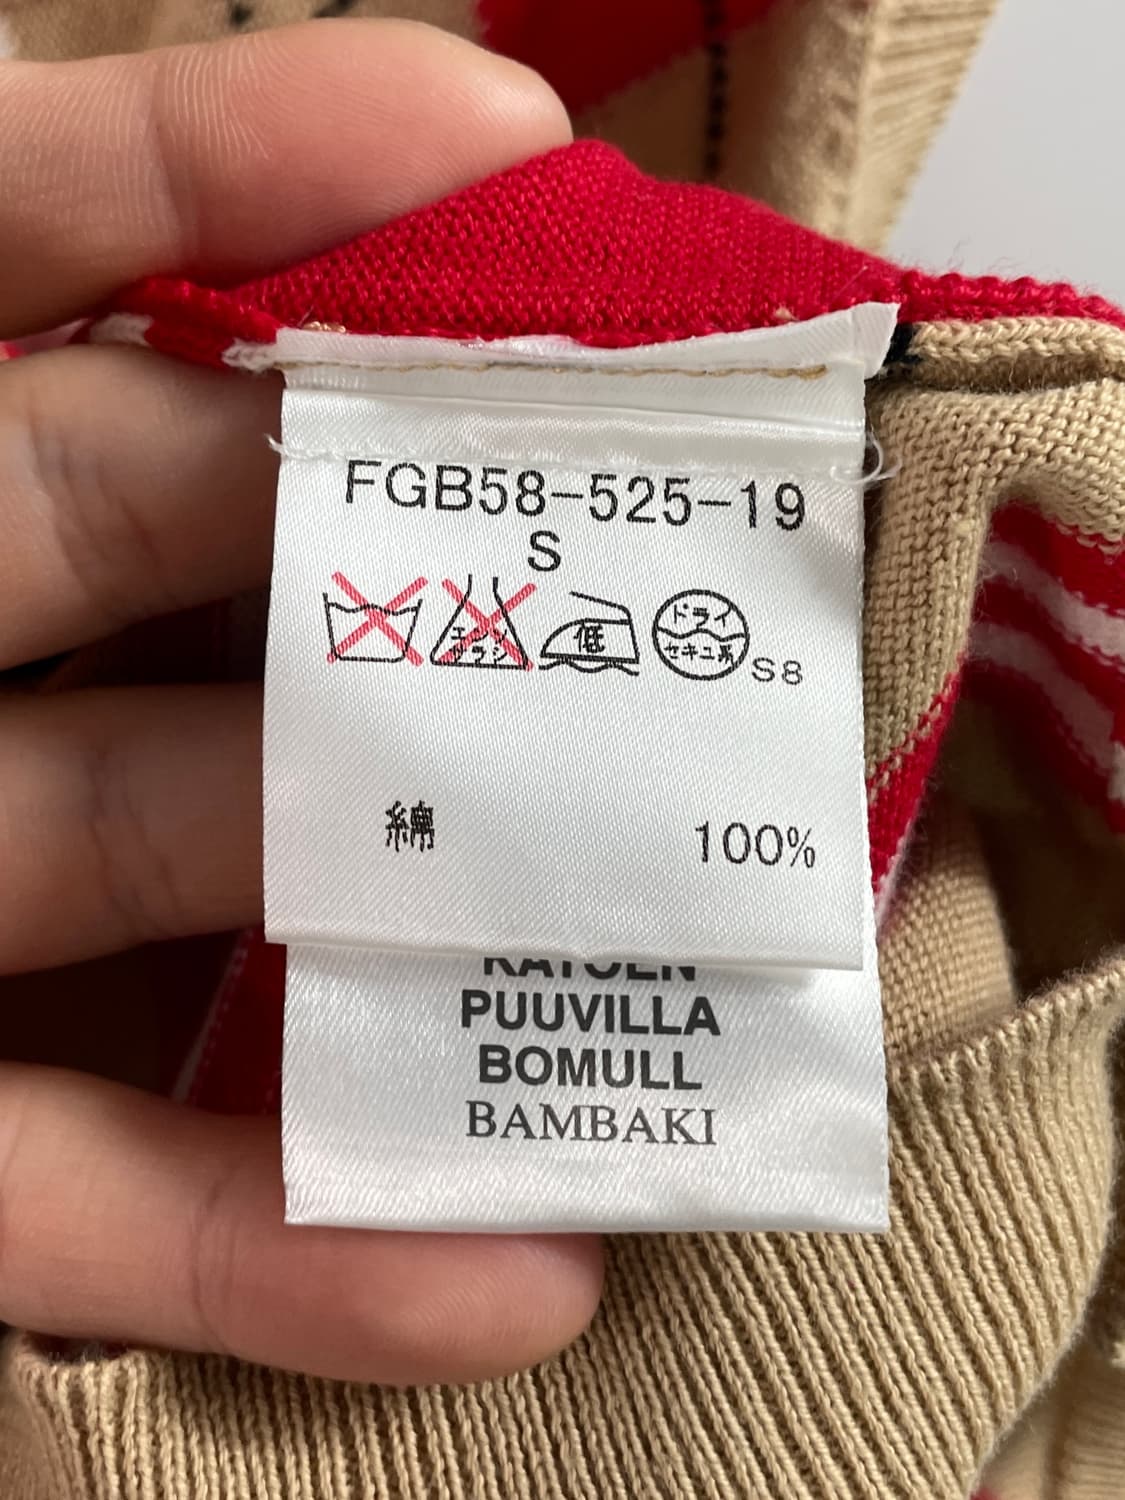 FGB58-525-19
S
エンソ
サラシ
低
ドライ
セキユ系
S8
綿 100%
KATOEN
PUUVILLA
BOMULL
BAMBAKI